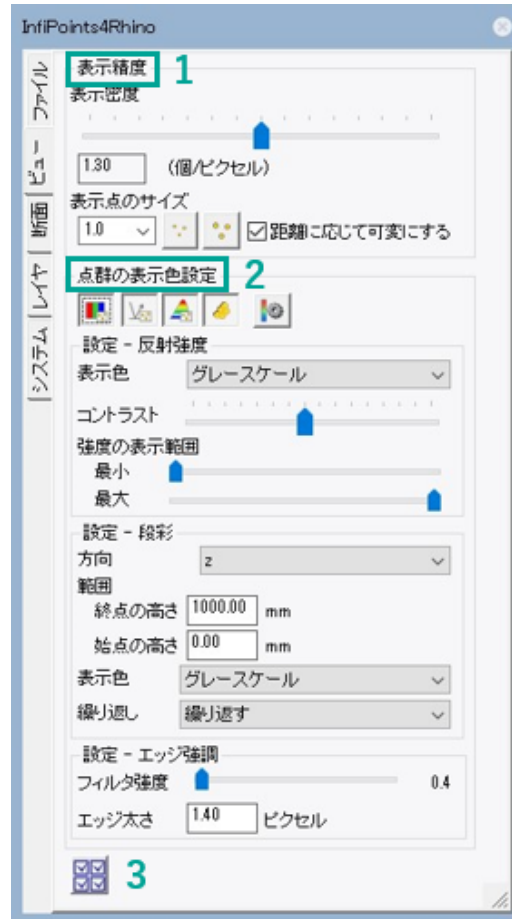 InfiPoints4Rhino
ファイル
ビュー
断面
レイヤ
システム
表示精度 1
表示密度
1.30 (個/ピクセル)
表示点のサイズ
1.0 距離に応じて可変にする
点群の表示色設定 2
設定 - 反射強度
表示色 グレースケール
コントラスト
強度の表示範囲
最小
最大
設定 - 段彩
方向 z
範囲
終点の高さ 1000.00 mm
始点の高さ 0.00 mm
表示色 グレースケール
繰り返し 繰り返す
設定 - エッジ強調
フィルタ強度 0.4
エッジ太さ 1.40 ピクセル
3